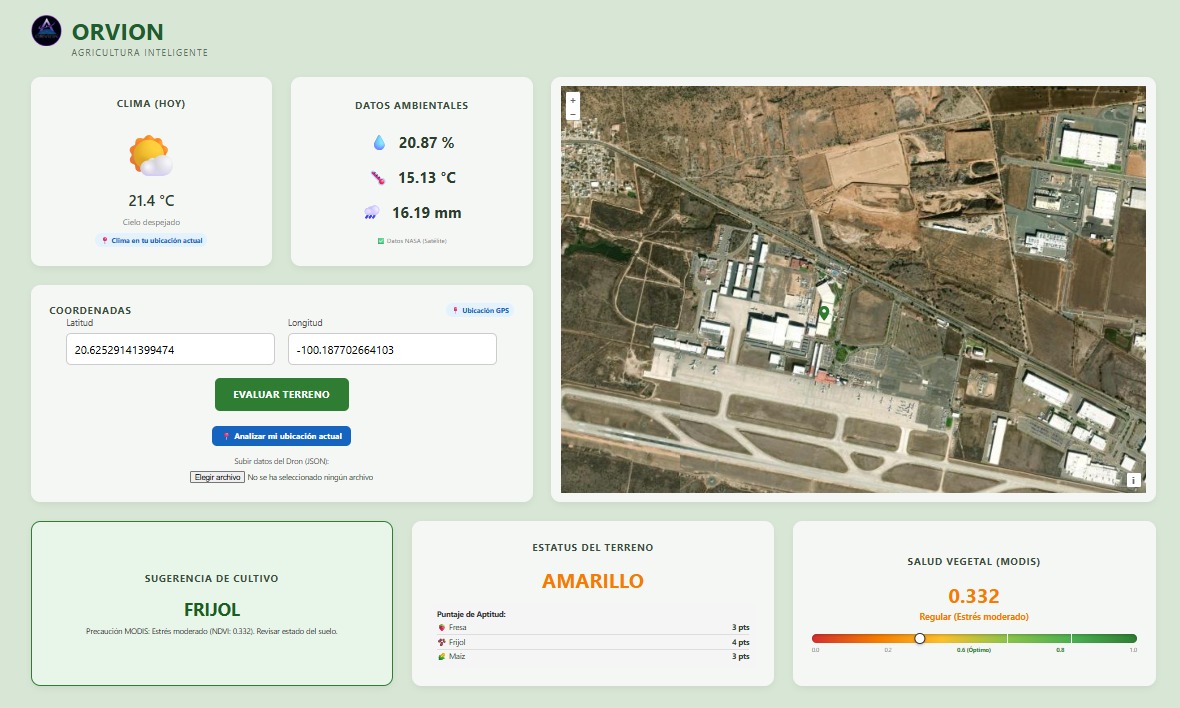 ORVION
AGRICULTURA INTELIGENTE
CLIMA (HOY)
21.4 °C
Cielo despejado
Clima en tu ubicación actual
DATOS AMBIENTALES
20.87 %
15.13 °C
16.19 mm
Datos NASA (Satélite)
+
–
i
COORDENADAS
Ubicación GPS
Latitud
Longitud
20.62529141399474
-100.187702664103
EVALUAR TERRENO
Analizar mi ubicación actual
Subir datos del Dron (JSON):
Elegir archivo No se ha seleccionado ningún archivo
SUGERENCIA DE CULTIVO
FRIJOL
Precaución MODIS: Estrés moderado (NDVI: 0.332). Revisar estado del suelo.
ESTATUS DEL TERRENO
AMARILLO
Puntaje de Aptitud:
Fresa 3 pts
Frijol 4 pts
Maíz 3 pts
SALUD VEGETAL (MODIS)
0.332
Regular (Estrés moderado)
0.0 0.2 0.6 (Óptimo) 0.8 1.0